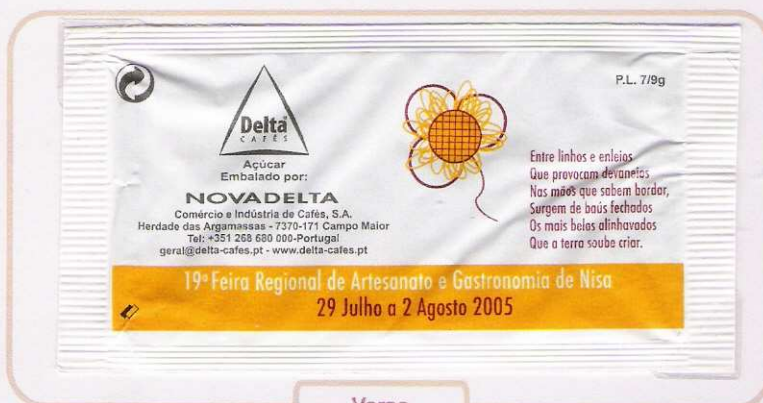 P.L. 7/9g
Delta
CAFÉS
Açúcar
Embalado por:
NOVADELTA
Comércio e Indústria de Cafés, S.A.
Herdade das Argamassas - 7370-171 Campo Maior
Tel: +351 268 680 000-Portugal
geral@delta-cafes.pt - www.delta-cafes.pt
Entre linhos e enleios
Que provocam devaneios
Nas mãos que sabem bordar,
Surgem de baús fechados
Os mais belos alinhavados
Que a terra soube criar.
19ª Feira Regional de Artesanato e Gastronomia de Nisa
29 Julho a 2 Agosto 2005